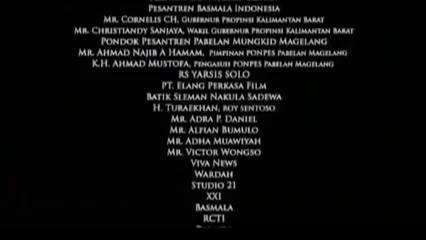 Pesantren Basmala Indonesia
Mr. Cornelis CH, Gubernur Propinsi Kalimantan Barat
Mr. Christiandy Sanjaya, Wakil Gubernur Propinsi Kalimantan Barat
Pondok Pesantren Pabelan Mungkid Magelang
Mr. Ahmad Najib A Hamam, Pimpinan PONPES Pabelan Magelang
K.H. Ahmad Mustofa, Pengasuh PONPES Pabelan Magelang
RS YARSIS SOLO
PT. Elang Perkasa Film
Batik Sleman Nakula Sadewa
H. Turaekhan, roy sentoso
Mr. Adra P. Daniel
Mr. Alfian Bumulo
Mr. Adha Muawiyah
Mr. Victor Wongso
Viva News
Wardah
Studio 21
XXI
Basmala
RCTI